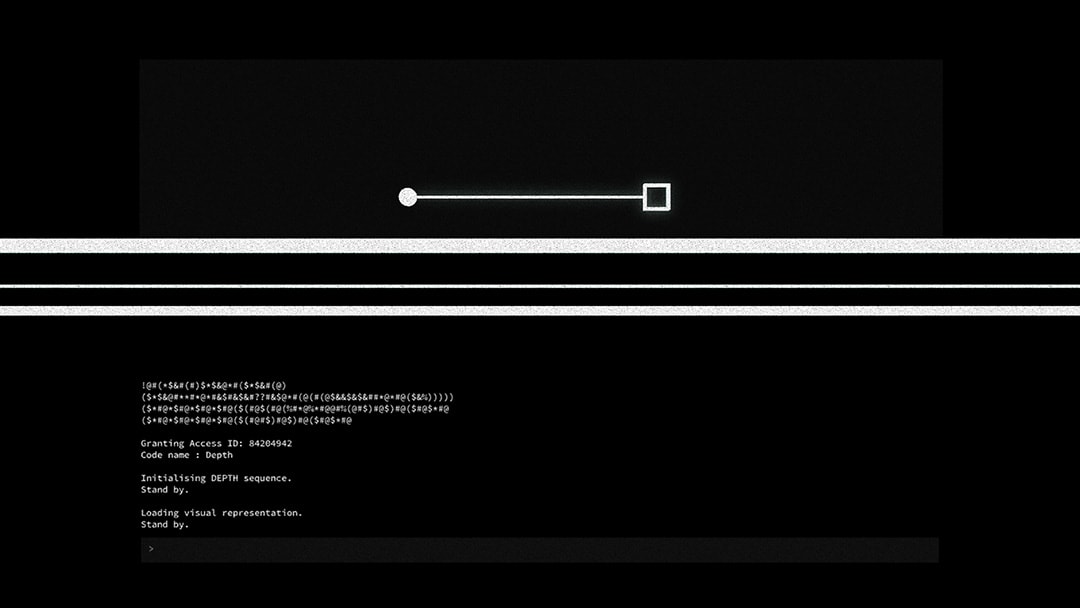 !@#(*$&#(#)$*$&@*#($*$&#(@)
($*$&@#**#*@*#&$#&$&#??#&$@*#(@(#(@$&&$&$&##*@*#@($&%)))))
($*#@*$#@*$#@*$#@($(#@$(#@(%#*@%*#@@#%(@#$)#@$)#@($#@$*#@
($*#@*$#@*$#@*$#@($(#@#$)#@$)#@($#@$*#@
Granting Access ID: 84204942
Code name : Depth
Initialising DEPTH sequence.
Stand by.
Loading visual representation.
Stand by.
>